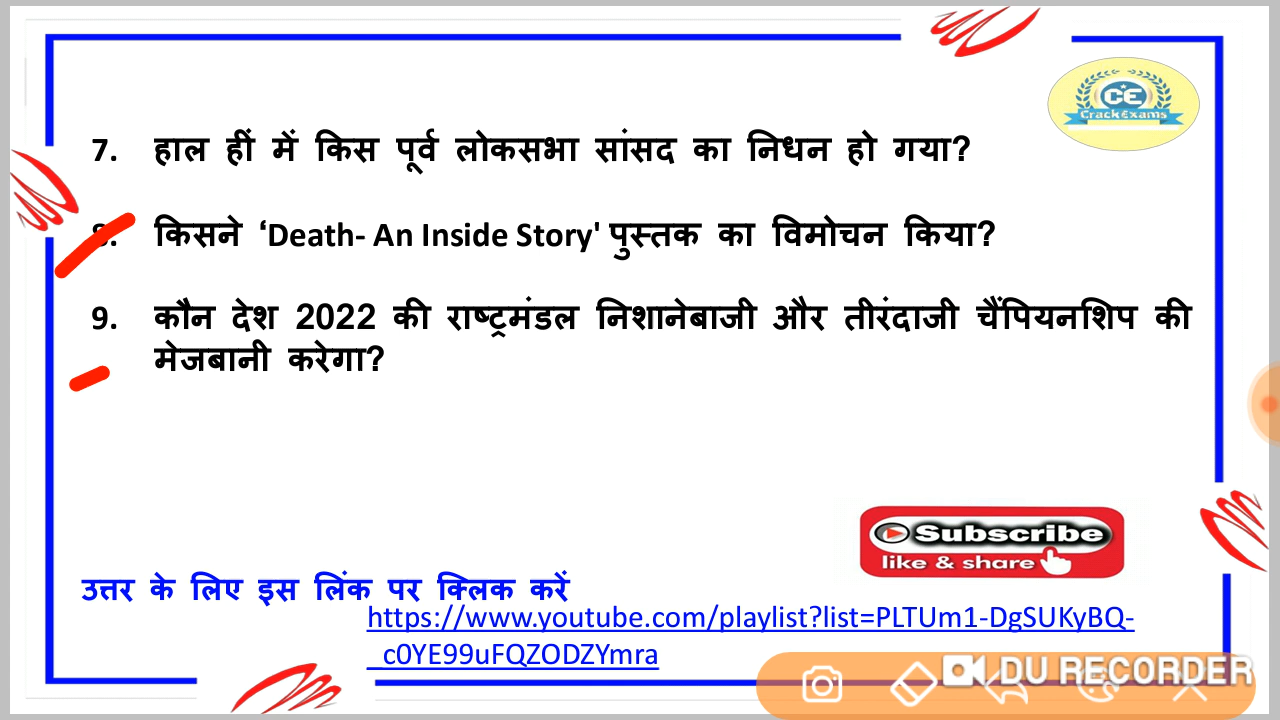 CE
CrackExams
7. हाल हीं में किस पूर्व लोकसभा सांसद का निधन हो गया?
8. किसने ‘Death- An Inside Story' पुस्तक का विमोचन किया?
9. कौन देश 2022 की राष्ट्रमंडल निशानेबाजी और तीरंदाजी चैंपियनशिप की
मेजबानी करेगा?
Subscribe
like & share
उत्तर के लिए इस लिंक पर क्लिक करें
https://www.youtube.com/playlist?list=PLTUm1-DgSUKyBQ-
_c0YE99uFQZODZYmra
DU RECORDER